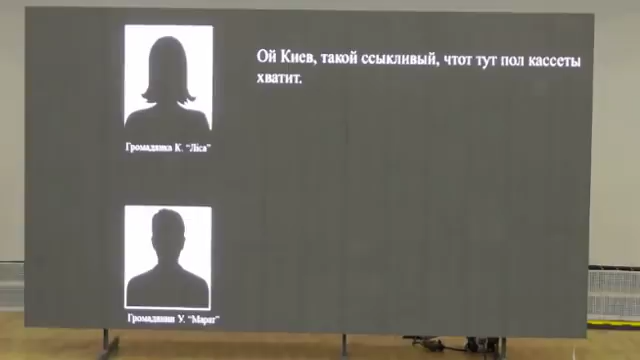 Ой Киев, такой ссыкливый, чтот тут пол кассеты
хватит.
Громадянка К. "Ліса"
Громадянин У. "Марат"